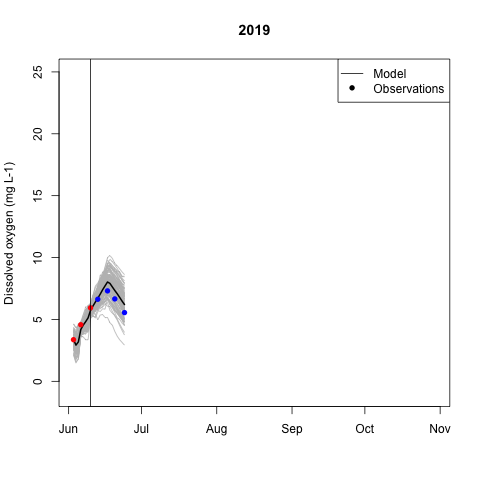 2019
Model
Observations
Dissolved oxygen (mg L-1)
25
20
15
10
5
0
Jun Jul Aug Sep Oct Nov